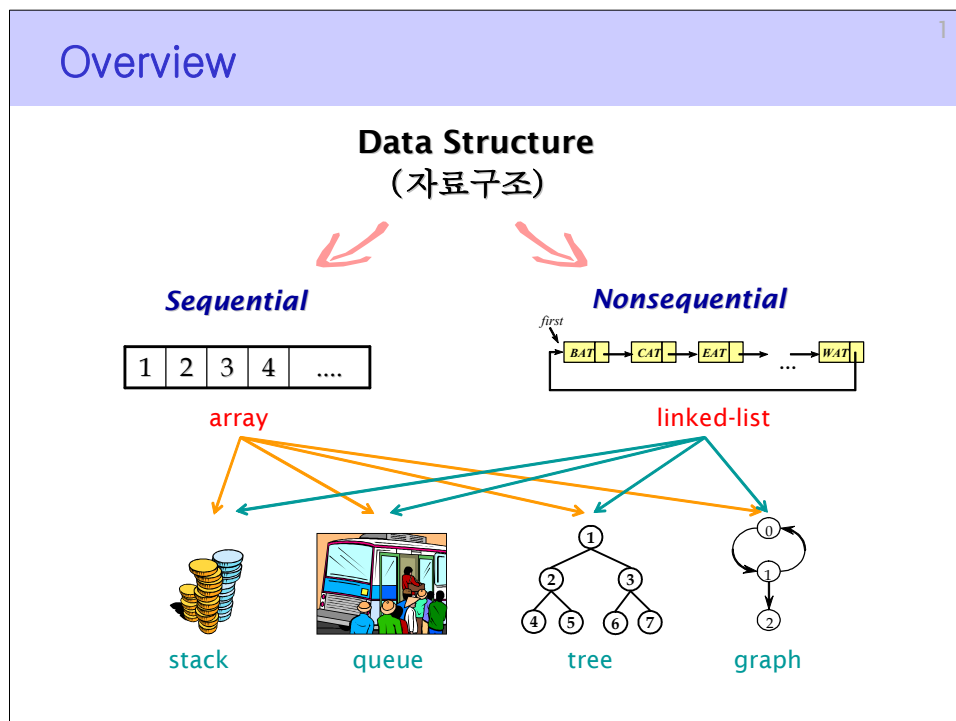 1
Overview
Data Structure
(자료구조)
Sequential
Nonsequential
first
BAT CAT EAT ... WAT
1 2 3 4 ....
array
linked-list
1
2 3
4 5 6 7
0
1
2
stack
queue
tree
graph